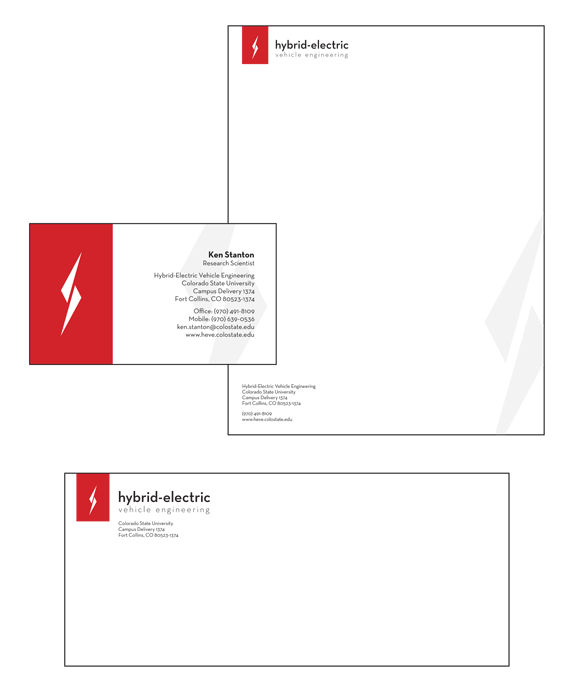 hybrid-electric
vehicle engineering
Ken Stanton
Research Scientist
Hybrid-Electric Vehicle Engineering
Colorado State University
Campus Delivery 1374
Fort Collins, CO 80523-1374
Office: (970) 491-8109
Mobile: (970) 639-0536
ken.stanton@colostate.edu
www.heve.colostate.edu
Hybrid-Electric Vehicle Engineering
Colorado State University
Campus Delivery 1374
Fort Collins, CO 80523-1374
(970) 491-8109
www.heve.colostate.edu
hybrid-electric
vehicle engineering
Colorado State University
Campus Delivery 1374
Fort Collins, CO 80523-1374